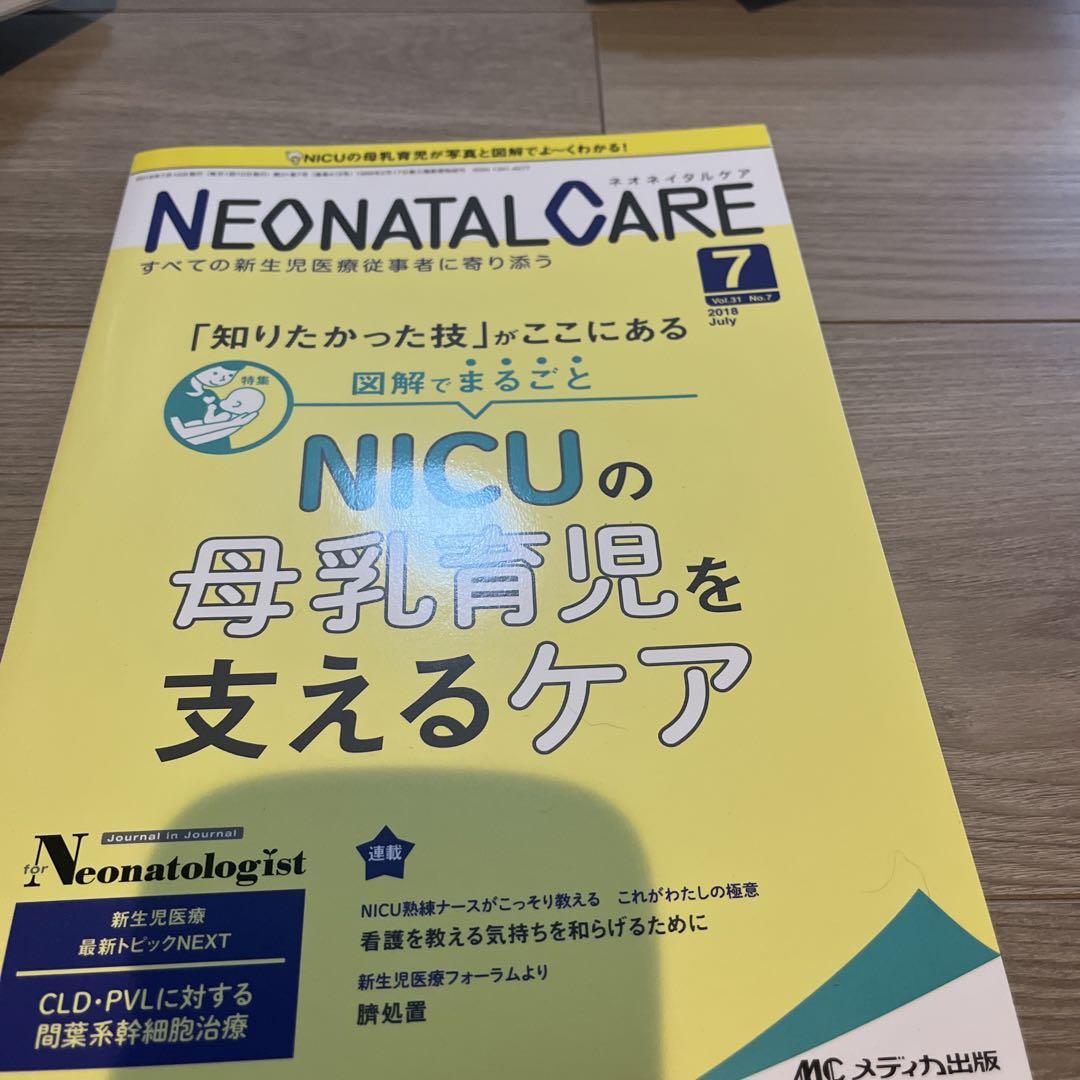 NICUの母乳育児が写真と図解でよ〜くわかる!
ネオネイタルケア
NEONATAL CARE
すべての新生児医療従事者に寄り添う
7
Vol.31 No.7
2018
July
「知りたかった技」がここにある
特集
図解でまるごと
NICUの
母乳育児を
支えるケア
Journal in Journal
for Neonatologist
新生児医療
最新トピックNEXT
CLD・PVLに対する
間葉系幹細胞治療
連載
NICU熟練ナースがこっそり教える これがわたしの極意
看護を教える気持ちを和らげるために
新生児医療フォーラムより
臍処置
MC メディカ出版